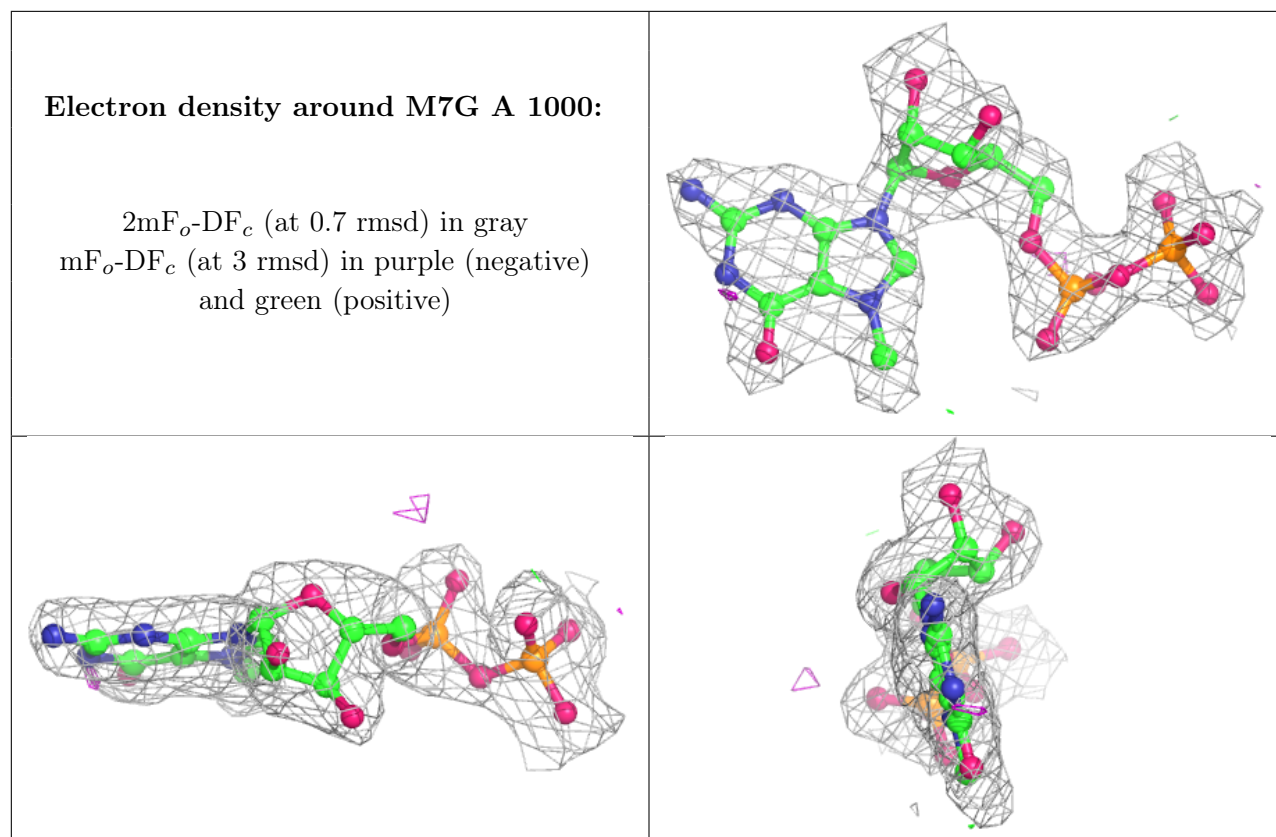 Electron density around M7G A 1000:
2mFₒ-DF𝒸 (at 0.7 rmsd) in gray
mFₒ-DF𝒸 (at 3 rmsd) in purple (negative)
and green (positive)